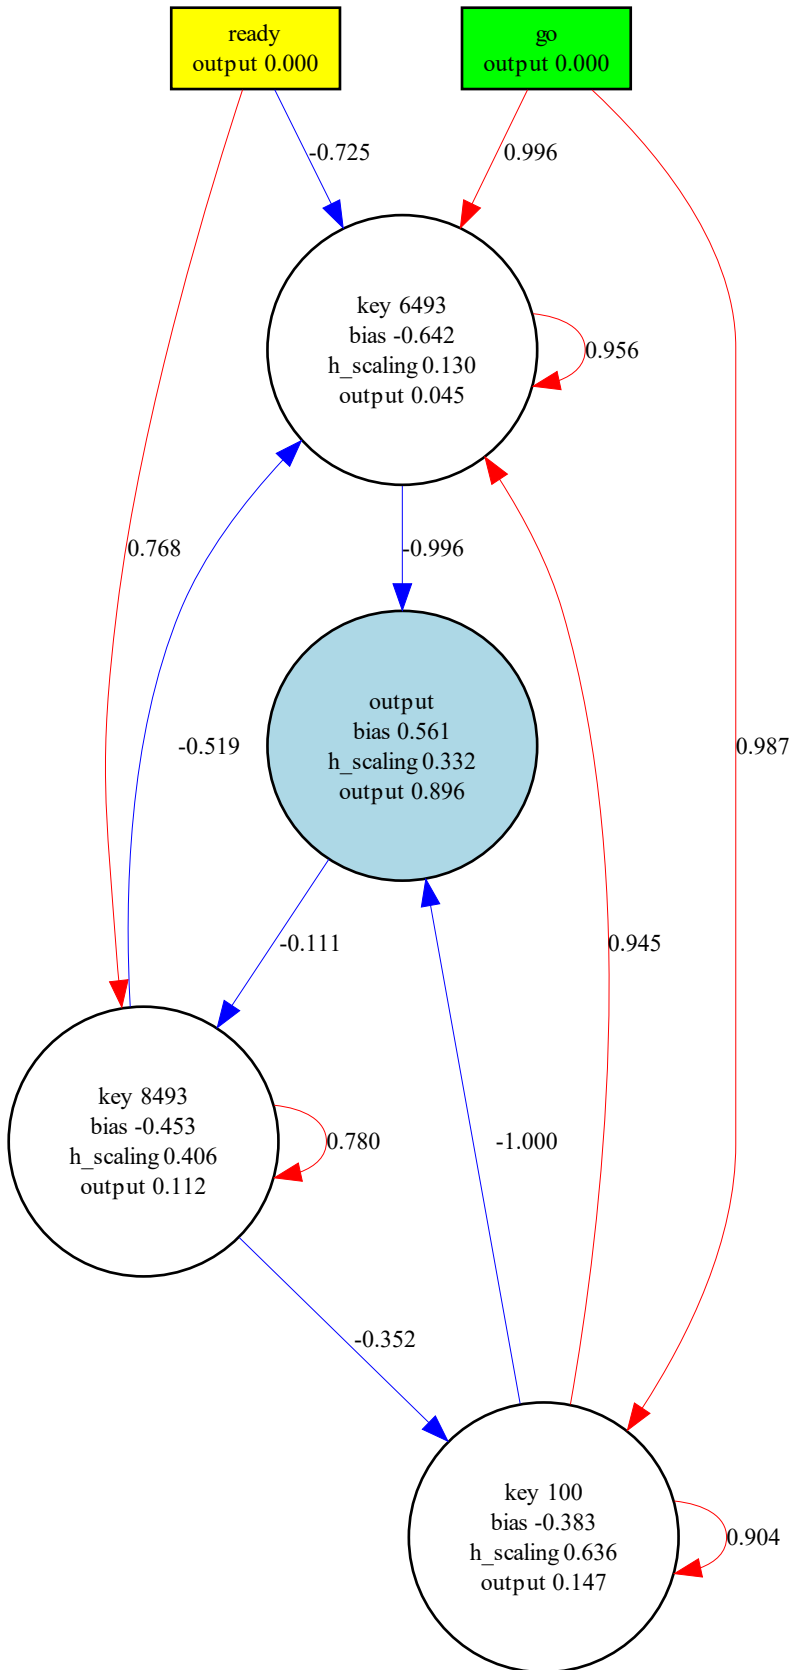 ready
output 0.000
go
output 0.000
-0.725
0.996
key 6493
bias -0.642
h_scaling 0.130
output 0.045
0.956
0.768
-0.996
output
bias 0.561
h_scaling 0.332
output 0.896
-0.519
0.987
-0.111
0.945
key 8493
bias -0.453
h_scaling 0.406
output 0.112
0.780
-1.000
-0.352
key 100
bias -0.383
h_scaling 0.636
output 0.147
0.904